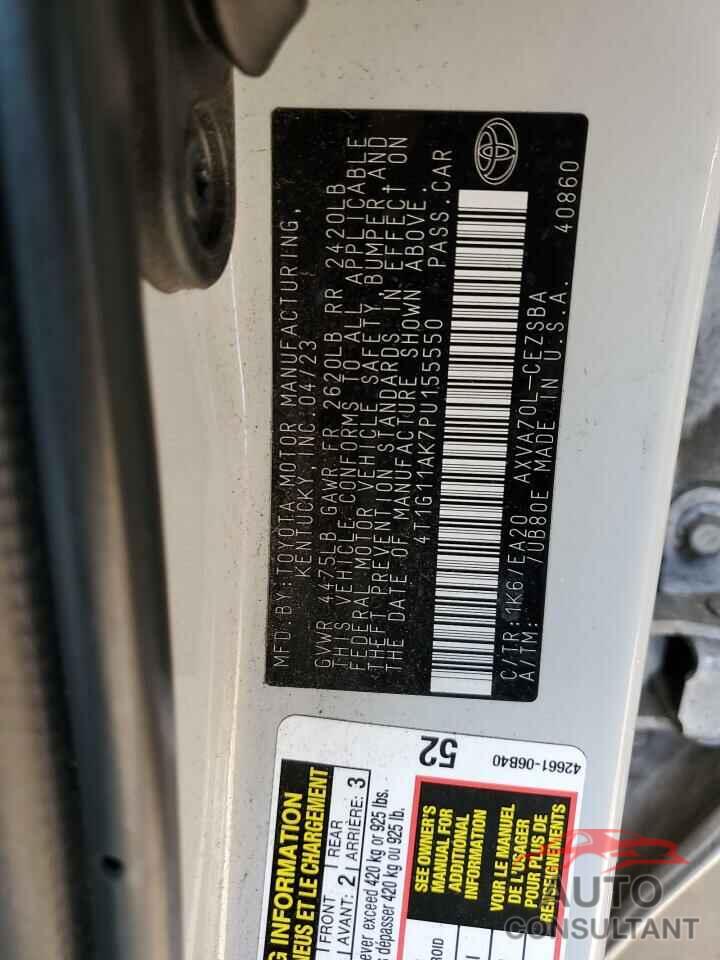 MFD.BY:TOYOTA MOTOR MANUFACTURING,
KENTUCKY, INC. 04/23
GVWR 4475LB GAWR FR 2620LB RR 2420LB
THIS VEHICLE CONFORMS TO ALL APPLICABLE
FEDERAL MOTOR VEHICLE SAFETY, BUMPER, AND
THEFT PREVENTION STANDARDS IN EFFECT ON
THE DATE OF MANUFACTURE SHOWN ABOVE.
4T1G11AK7PU155550 PASS.CAR
C/TR: 1K6/EA20 AXVA70L-CEZSBA 40860
A/TM: /UB80E MADE IN U.S.A.
G INFORMATION
NEUS ET LE CHARGEMENT
FRONT 2 REAR 3
AVANT: ARRIÈRE:
ever exceed 420 kg or 925 lbs.
s dépasser 420 kg ou 925 lb.
52
42661-06B40
SEE OWNER'S
MANUAL FOR
ADDITIONAL
INFORMATION
VOIR LE MANUEL
DE L'USAGER
POUR PLUS DE
RENSEIGNEMENTS
AUTO
CONSULTANT